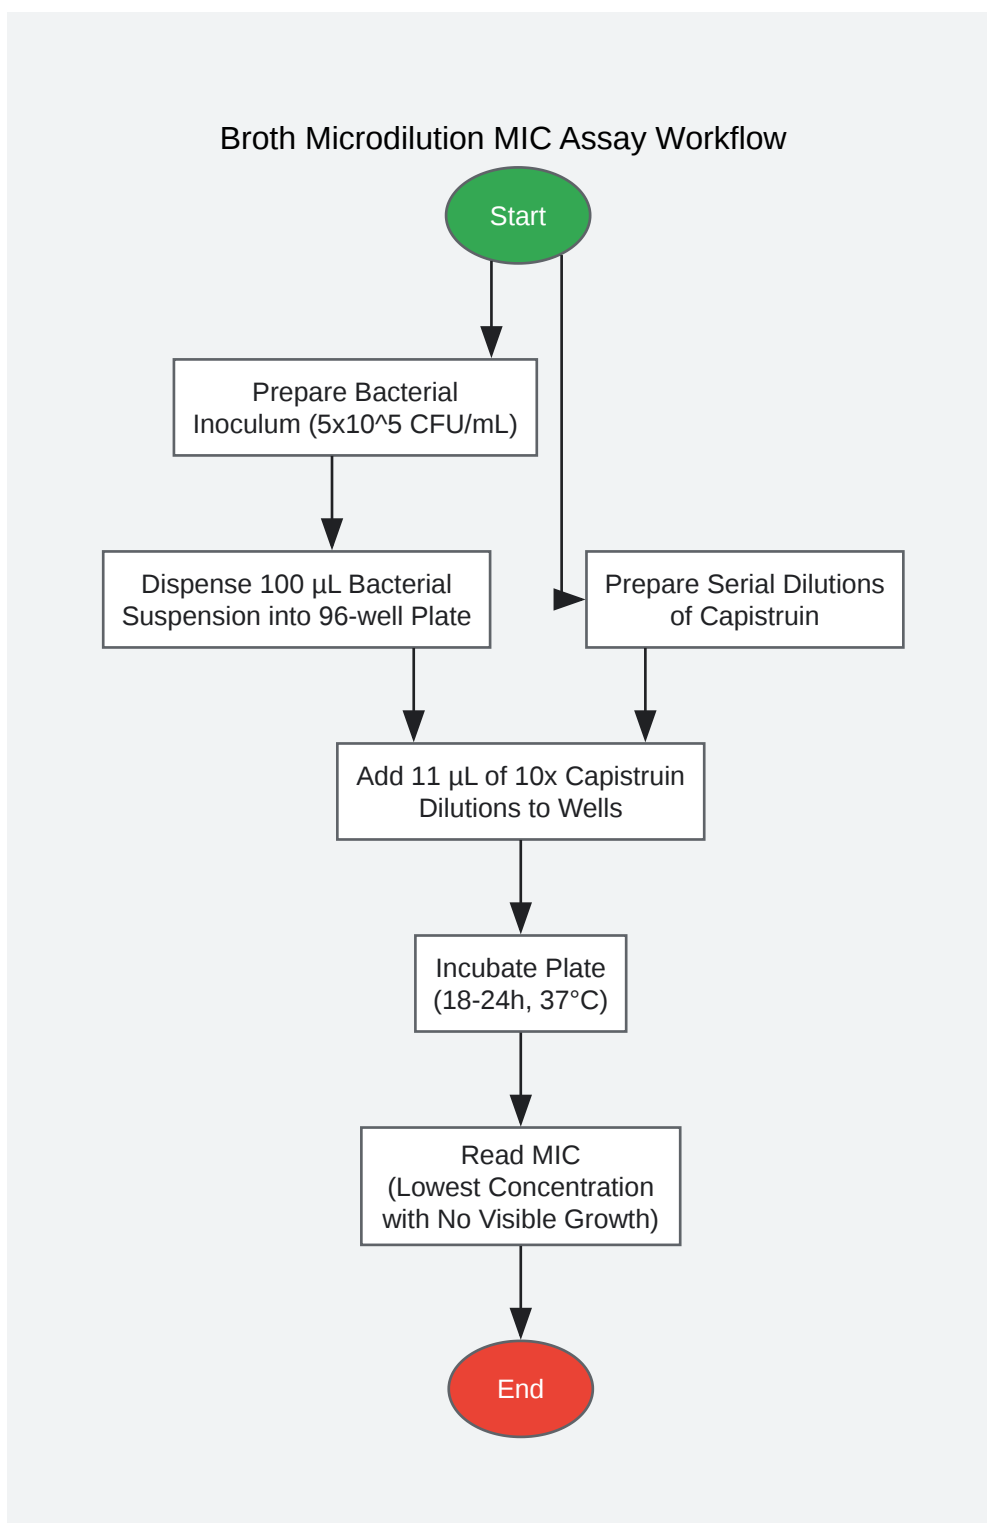 Broth Microdilution MIC Assay Workflow
Start
Prepare Bacterial
Inoculum (5x10^5 CFU/mL)
Dispense 100 µL Bacterial
Suspension into 96-well Plate
Prepare Serial Dilutions
of Capistruin
Add 11 µL of 10x Capistruin
Dilutions to Wells
Incubate Plate
(18-24h, 37°C)
Read MIC
(Lowest Concentration
with No Visible Growth)
End